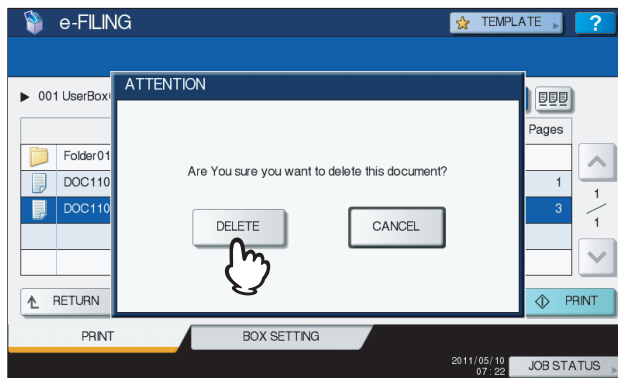 e-FILING
TEMPLATE
?
001 UserBox
ATTENTION
Pages
Folder01
Are You sure you want to delete this document?
DOC110
1
DOC110
3
1
1
DELETE
CANCEL
RETURN
PRINT
PRINT
BOX SETTING
2011/05/10
07:22
JOB STATUS